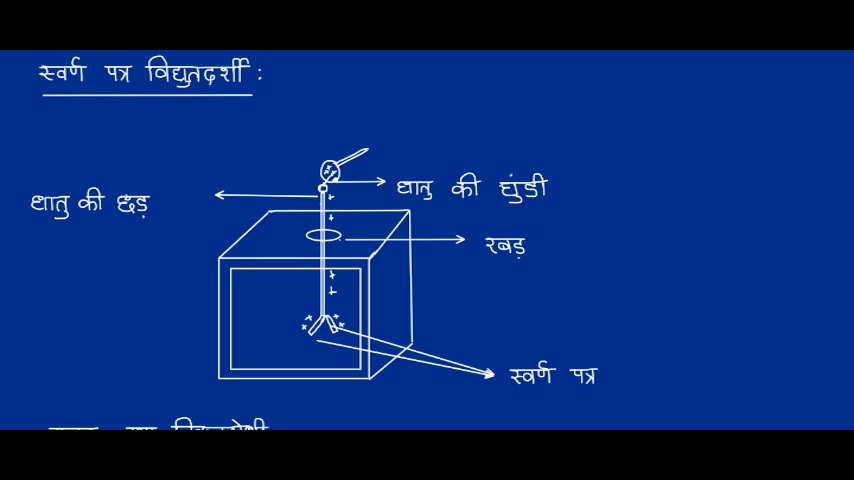 स्वर्ण पत्र विद्युतदर्शी :
धातु की घुंडी
धातु की छड़
रबड़
स्वर्ण पत्र